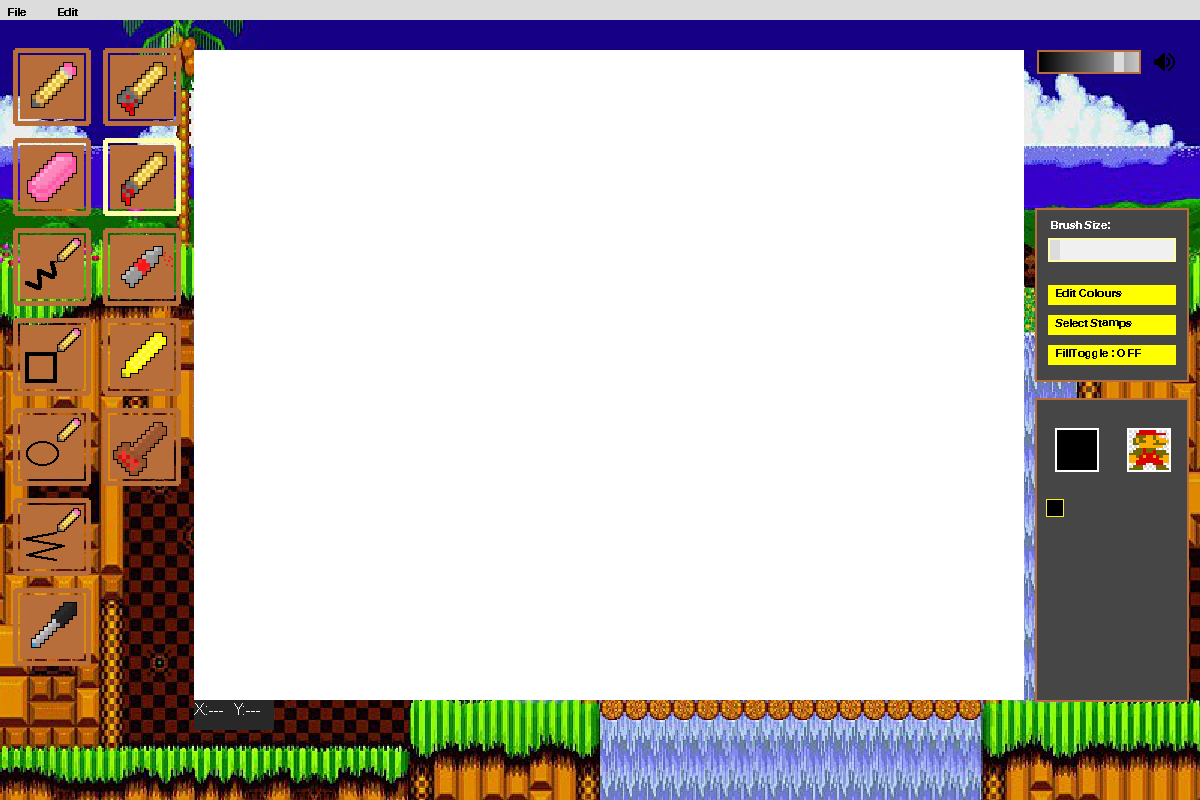 File Edit
Brush Size:
Edit Colours
Select Stamps
FillToggle : OFF
X:--- Y:---